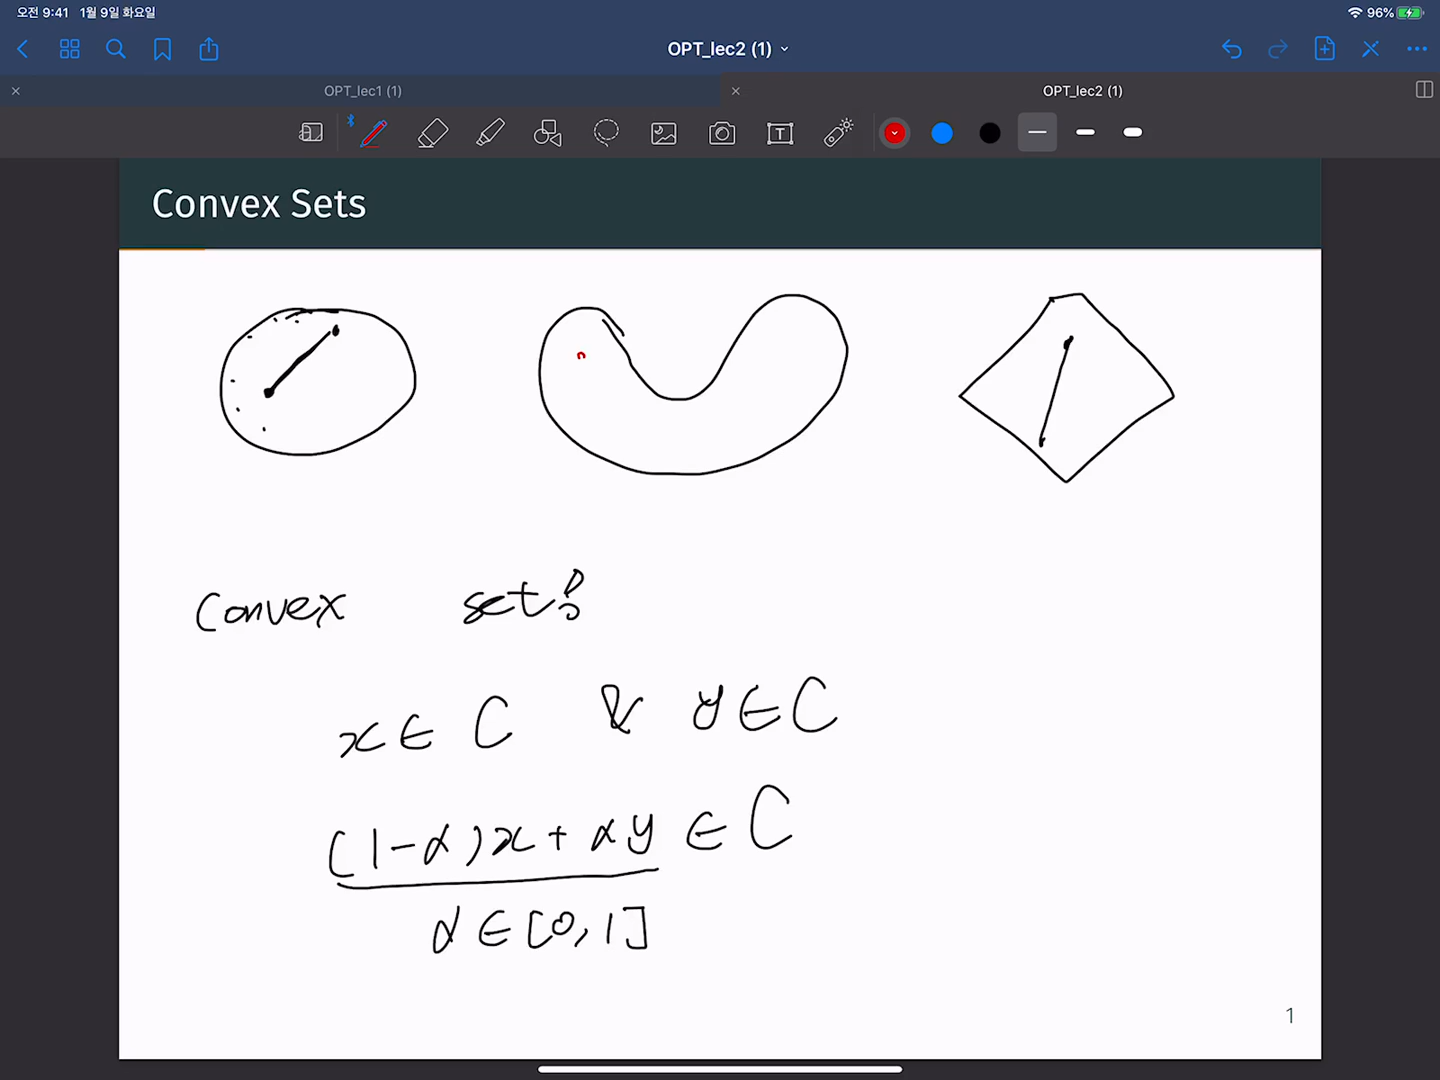 오전 9:41 1월 9일 화요일 96%
OPT_lec2 (1)
OPT_lec1 (1) OPT_lec2 (1)
T
Convex Sets
Convex set!
x ∈ C & y ∈ C
(1-α)x + αy ∈ C
α ∈ [0, 1]
1